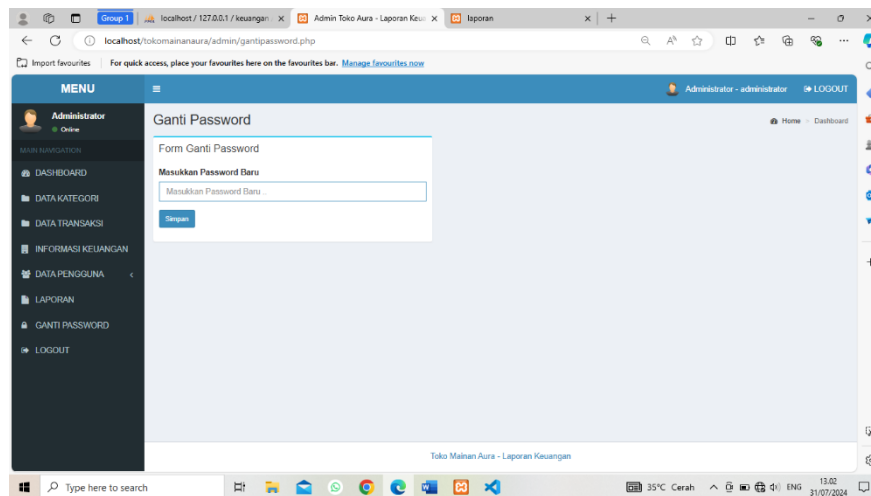 Group 1
localhost / 127.0.0.1 / keuangan
Admin Toko Aura - Laporan Keua
laporan
localhost/tokomainanaura/admin/gantipassword.php
Import favourites
For quick access, place your favourites here on the favourites bar. Manage favourites now
MENU
Administrator - administrator
LOGOUT
Administrator
Online
Ganti Password
Home > Dashboard
MAIN NAVIGATION
Form Ganti Password
Masukkan Password Baru
Masukkan Password Baru ..
Simpan
DASHBOARD
DATA KATEGORI
DATA TRANSAKSI
INFORMASI KEUANGAN
DATA PENGGUNA
LAPORAN
GANTI PASSWORD
LOGOUT
Toko Mainan Aura - Laporan Keuangan
Type here to search
35°C Cerah
ENG
13.02
31/07/2024